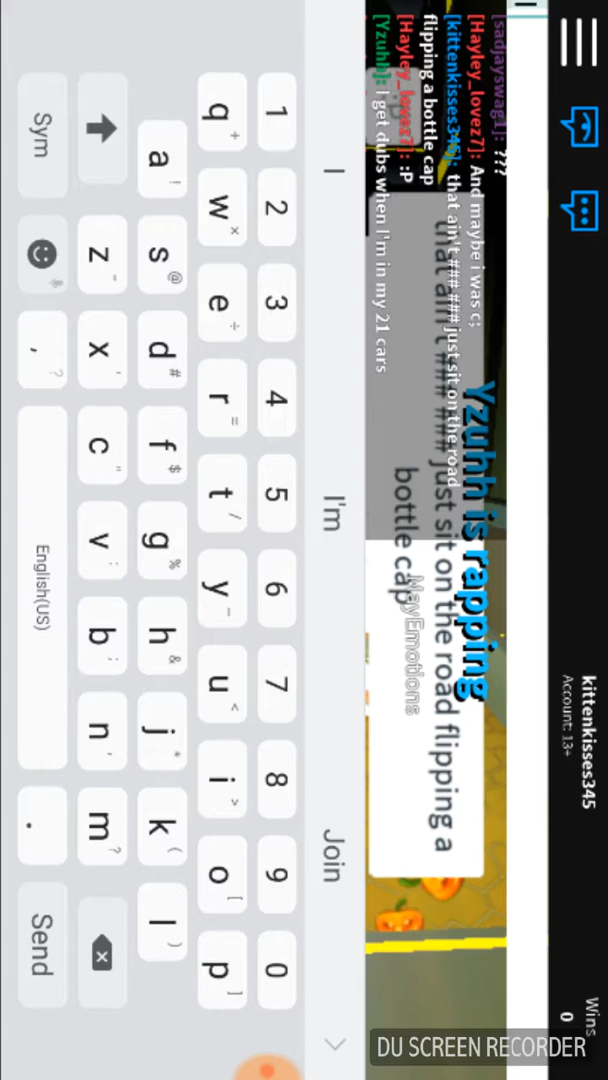 kittenkisses345
Account: 13+
Wins
0
[sadjayswag1]: ???
[Hayley_lovez7]: And maybe i was c;
[kittenkisses345]: that ain't ### ### just sit on the road
flipping a bottle cap
[Hayley_lovez7]: :P
[Yzuhh]: I get dubs when I'm in my 21 cars
Yzuhh is rapping
that ain't ### ### just sit on the road flipping a
bottle cap
MayEmotions
I I'm Join
1 2 3 4 5 6 7 8 9 0
q + w × e ÷ r = t / y _ u < i > o [ p ]
a ! s @ d # f $ g % h & j * k ( l )
z - x ' c " v : b ; n , m ?
Sym , ? English(US) . Send
DU SCREEN RECORDER